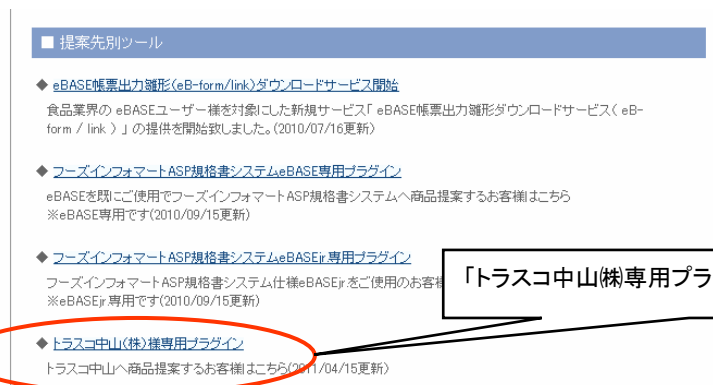 ■ 提案先別ツール
◆ eBASE帳票出力雛形(eB-form/link)ダウンロードサービス開始
食品業界の eBASEユーザー様を対象にした新規サービス「 eBASE帳票出力雛形ダウンロードサービス( eB-
form / link ) 」の提供を開始致しました。(2010/07/16更新)
◆ フーズインフォマートASP規格書システムeBASE専用プラグイン
eBASEを既にご使用でフーズインフォマートASP規格書システムへ商品提案するお客様はこちら
※eBASE専用です(2010/09/15更新)
◆ フーズインフォマートASP規格書システムeBASEjr.専用プラグイン
フーズインフォマートASP規格書システム仕様eBASEjr.をご使用のお客様
※eBASEjr.専用です(2010/09/15更新)
「トラスコ中山㈱専用プラ
◆ トラスコ中山(株)様専用プラグイン
トラスコ中山へ商品提案するお客様はこちら(2011/04/15更新)